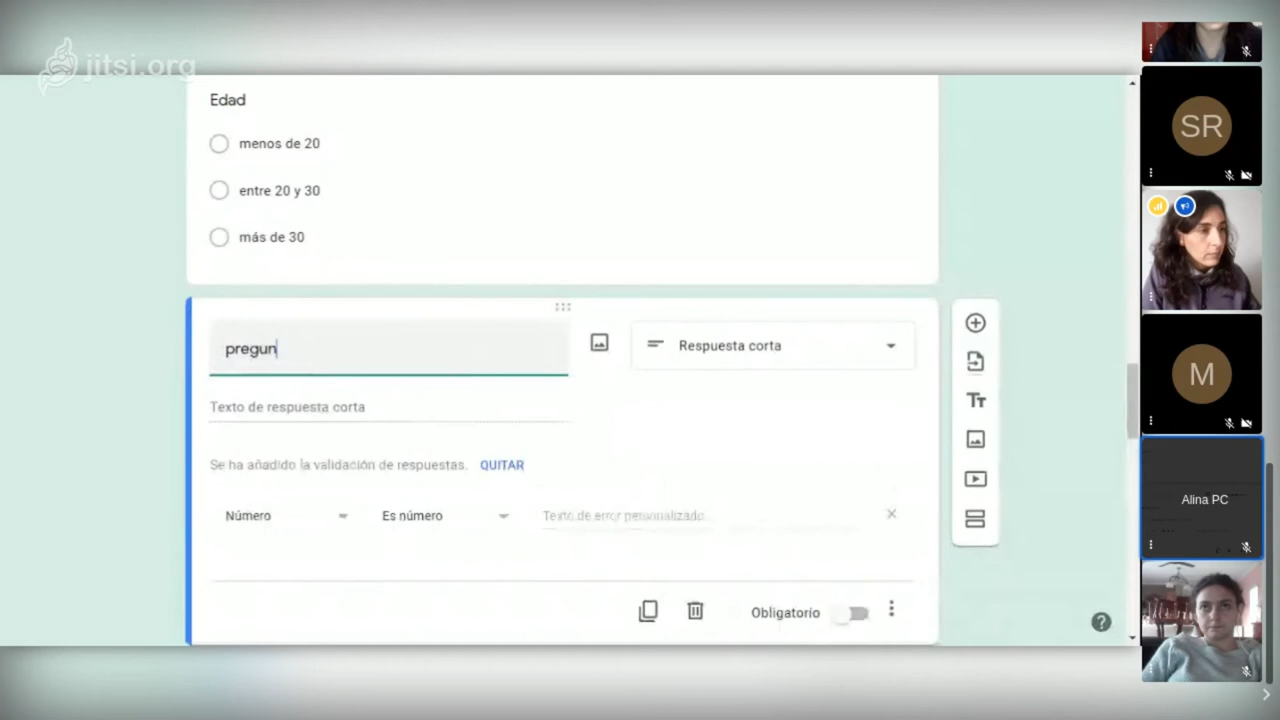 jitsi.org
Edad
menos de 20
entre 20 y 30
más de 30
pregun
Respuesta corta
Texto de respuesta corta
Se ha añadido la validación de respuestas. QUITAR
Número Es número Texto de error personalizado
Obligatorio
SR
M
Alina PC